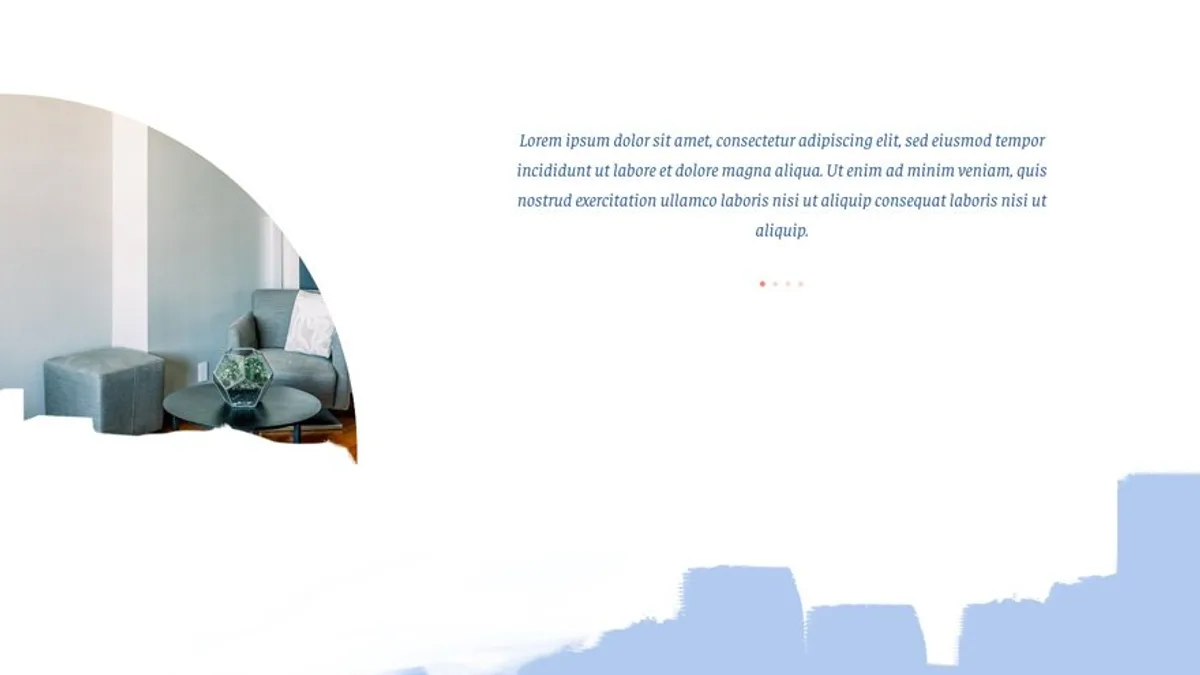 Lorem ipsum dolor sit amet, consectetur adipiscing elit, sed eiusmod tempor
incididunt ut labore et dolore magna aliqua. Ut enim ad minim veniam, quis
nostrud exercitation ullamco laboris nisi ut aliquip consequat laboris nisi ut
aliquip.